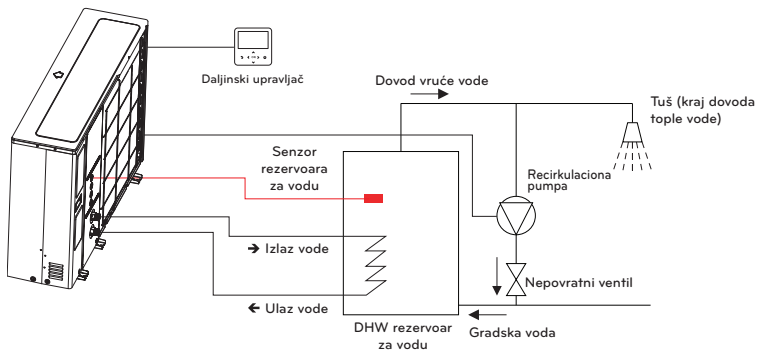 Daljinski upravljač
Dovod vruće vode
Tuš (kraj dovoda
tople vode)
Senzor
rezervoara
za vodu
Recirkulaciona
pumpa
→ Izlaz vode
← Ulaz vode
Nepovratni ventil
DHW rezervoar
za vodu
Gradska voda